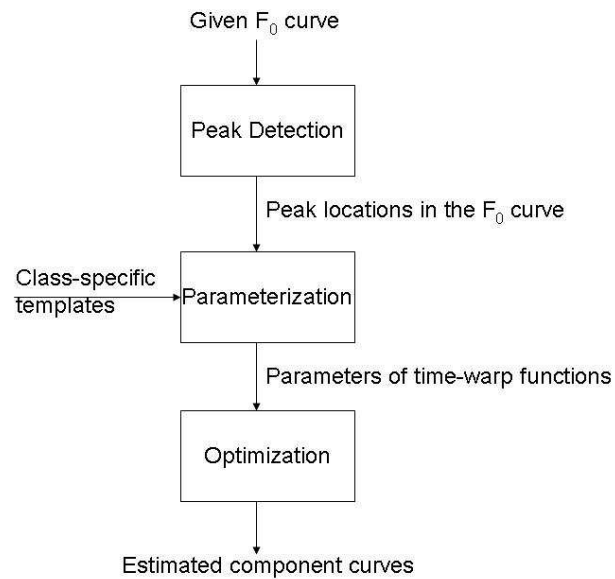 Given F₀ curve
Peak Detection
Peak locations in the F₀ curve
Class-specific
templates
Parameterization
Parameters of time-warp functions
Optimization
Estimated component curves